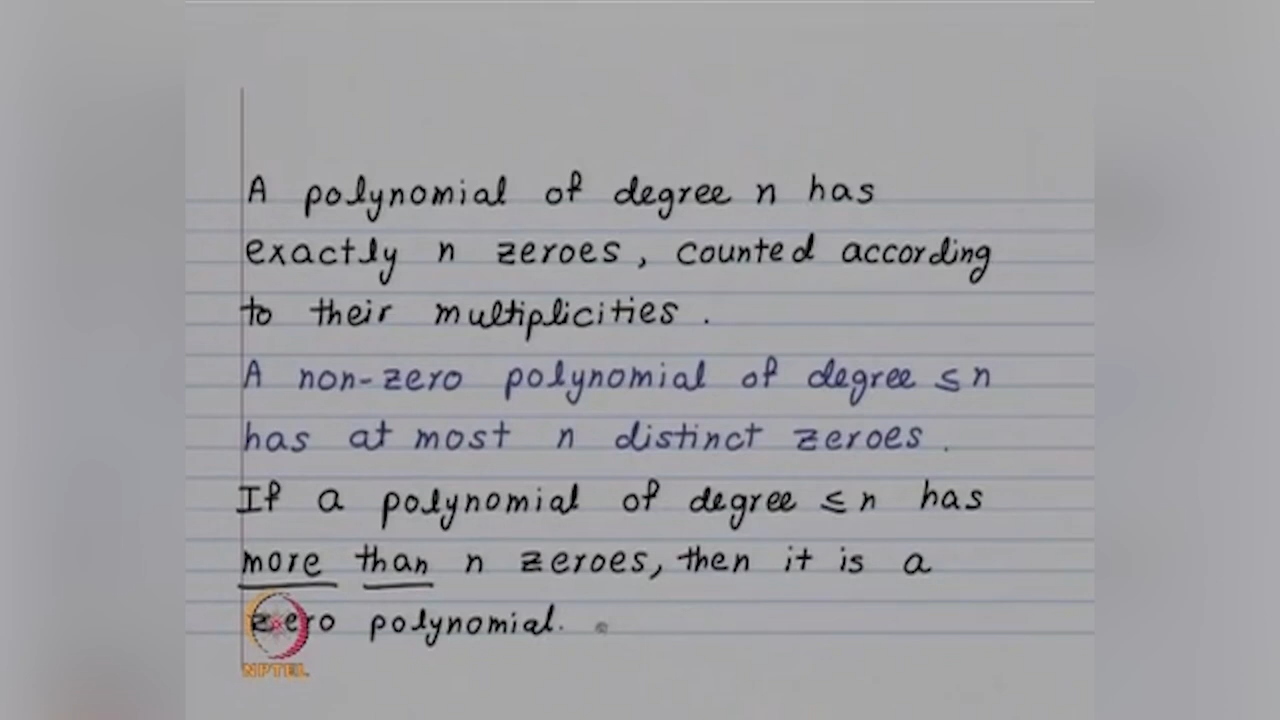 A polynomial of degree n has
exactly n zeroes, counted according
to their multiplicities.
A non-zero polynomial of degree ≤ n
has at most n distinct zeroes.
If a polynomial of degree ≤ n has
more than n zeroes, then it is a
zero polynomial.
NPTEL